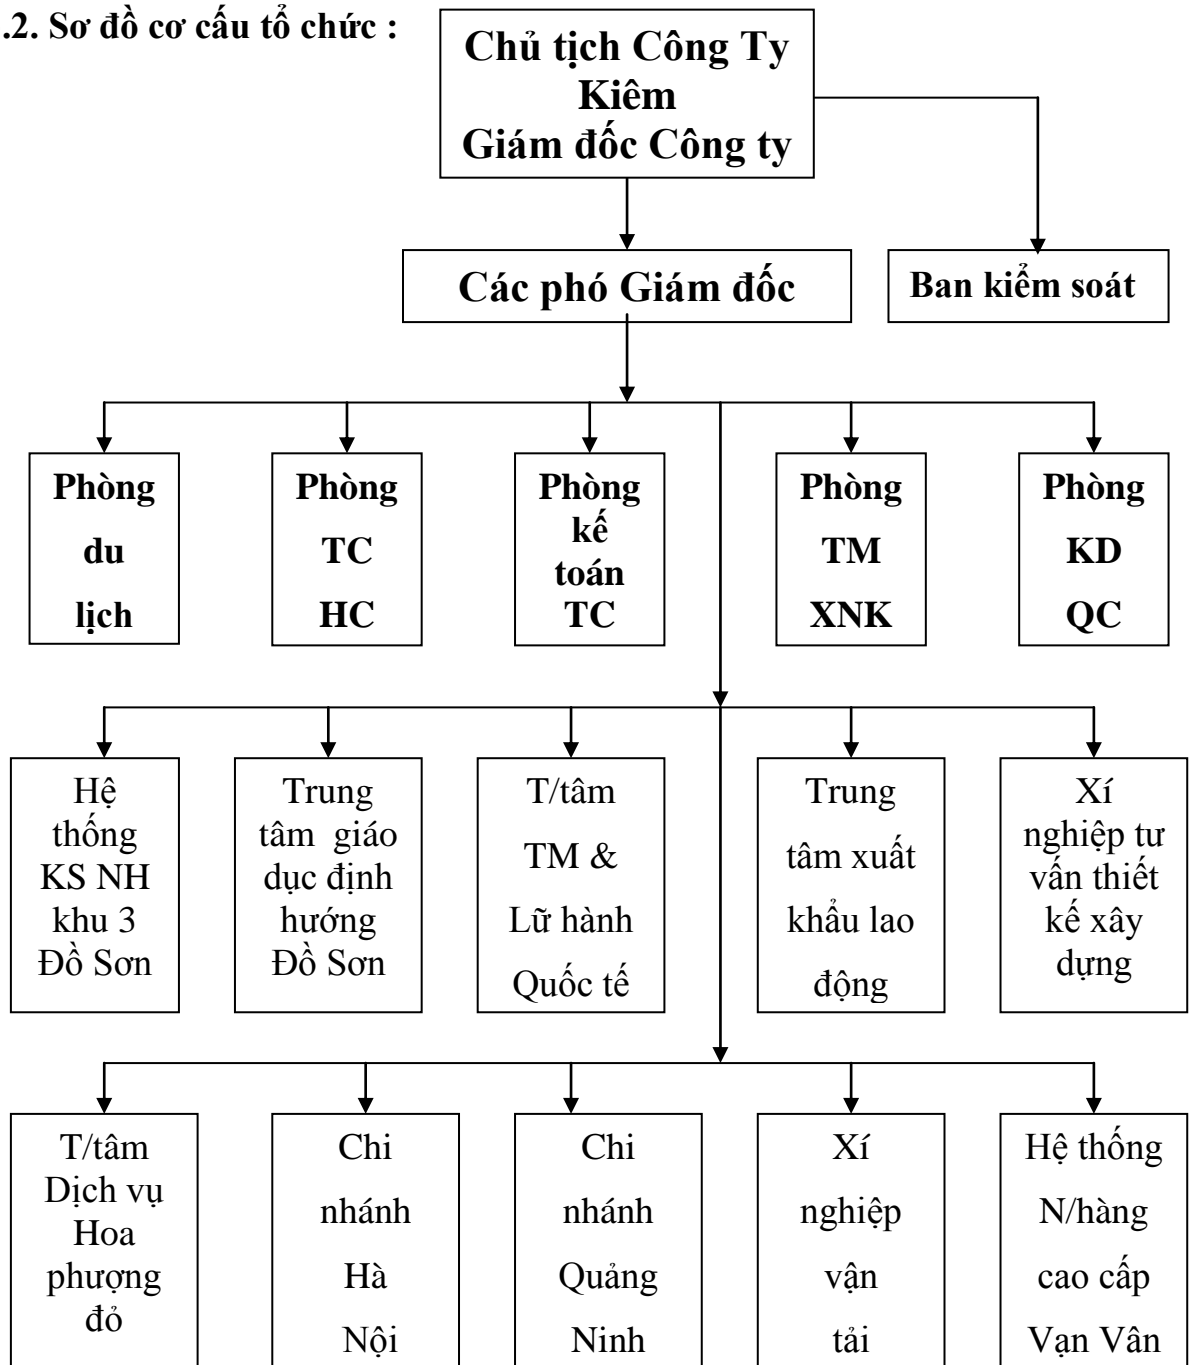 .2. Sơ đồ cơ cấu tổ chức :
Chủ tịch Công Ty
Kiêm
Giám đốc Công ty
Các phó Giám đốc
Ban kiểm soát
Phòng
du
lịch
Phòng
TC
HC
Phòng
kế
toán
TC
Phòng
TM
XNK
Phòng
KD
QC
Hệ
thống
KS NH
khu 3
Đồ Sơn
Trung
tâm giáo
dục định
hướng
Đồ Sơn
T/tâm
TM &
Lữ hành
Quốc tế
Trung
tâm xuất
khẩu lao
động
Xí
nghiệp tư
vấn thiết
kế xây
dựng
T/tâm
Dịch vụ
Hoa
phượng
đỏ
Chi
nhánh
Hà
Nội
Chi
nhánh
Quảng
Ninh
Xí
nghiệp
vận
tải
Hệ thống
N/hàng
cao cấp
Vạn Vân